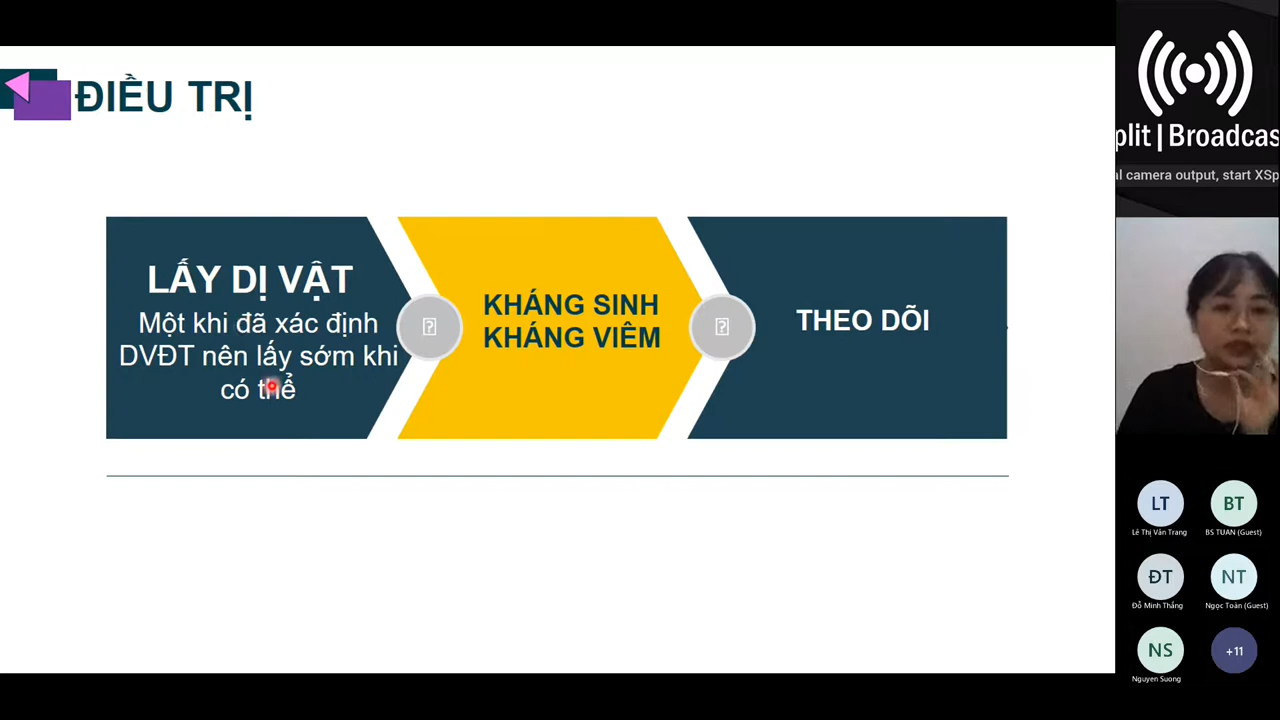 ĐIỀU TRỊ
LẤY DỊ VẬT
Một khi đã xác định
DVĐT nên lấy sớm khi
có thể
KHÁNG SINH
KHÁNG VIÊM
THEO DÕI
plit | Broadcas
al camera output, start XSp
LT
BT
Lê Thị Vân Trang
BS TUAN (Guest)
ĐT
NT
Đỗ Minh Thắng
Ngọc Toàn (Guest)
NS
+11
Nguyen Suong